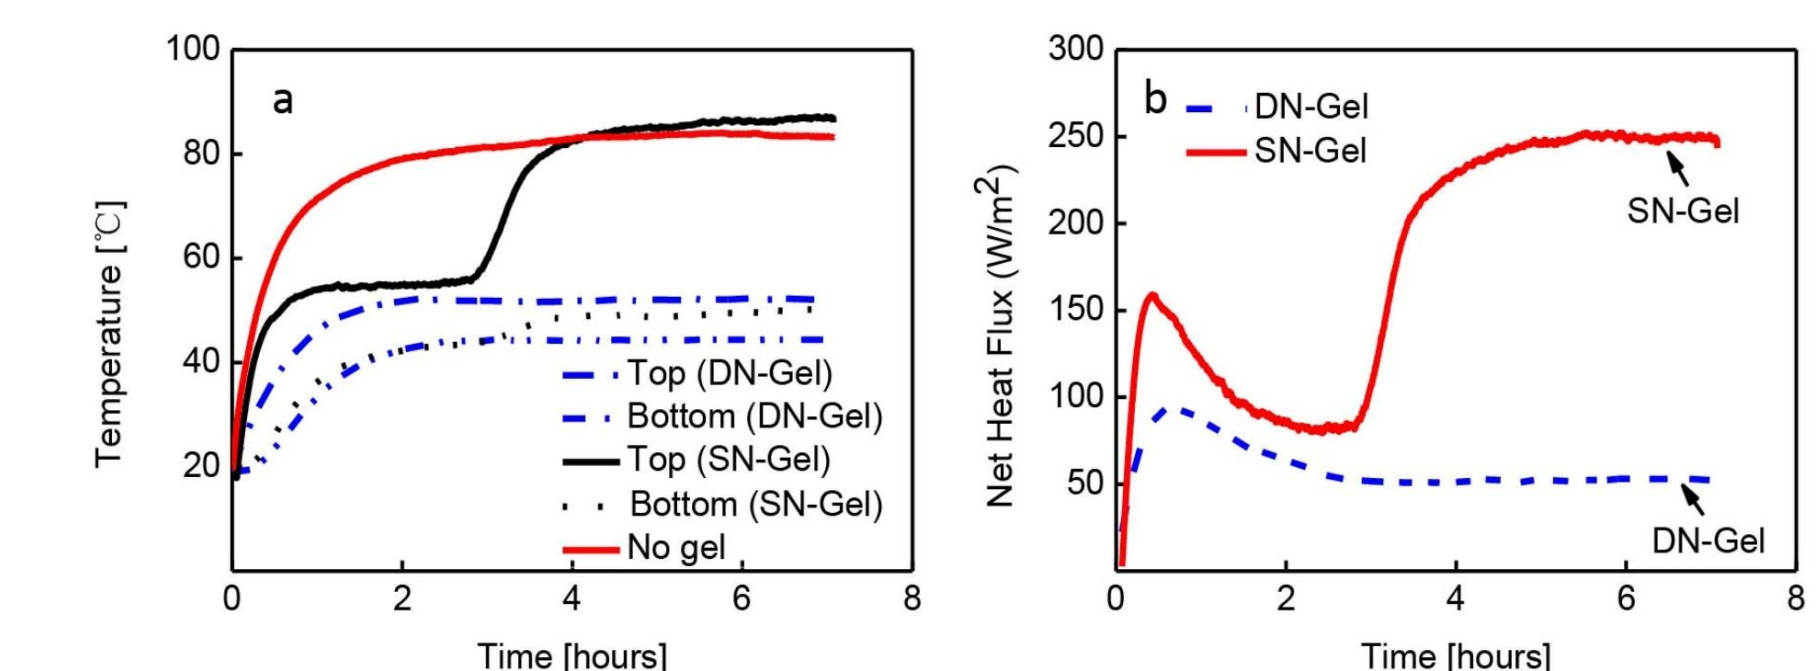 a
Temperature [℃]
100
80
60
40
20
Top (DN-Gel)
Bottom (DN-Gel)
Top (SN-Gel)
Bottom (SN-Gel)
No gel
0 2 4 6 8
Time [hours]
b
Net Heat Flux (W/m2)
300
250
200
150
100
50
DN-Gel
SN-Gel
SN-Gel
DN-Gel
0 2 4 6 8
Time [hours]